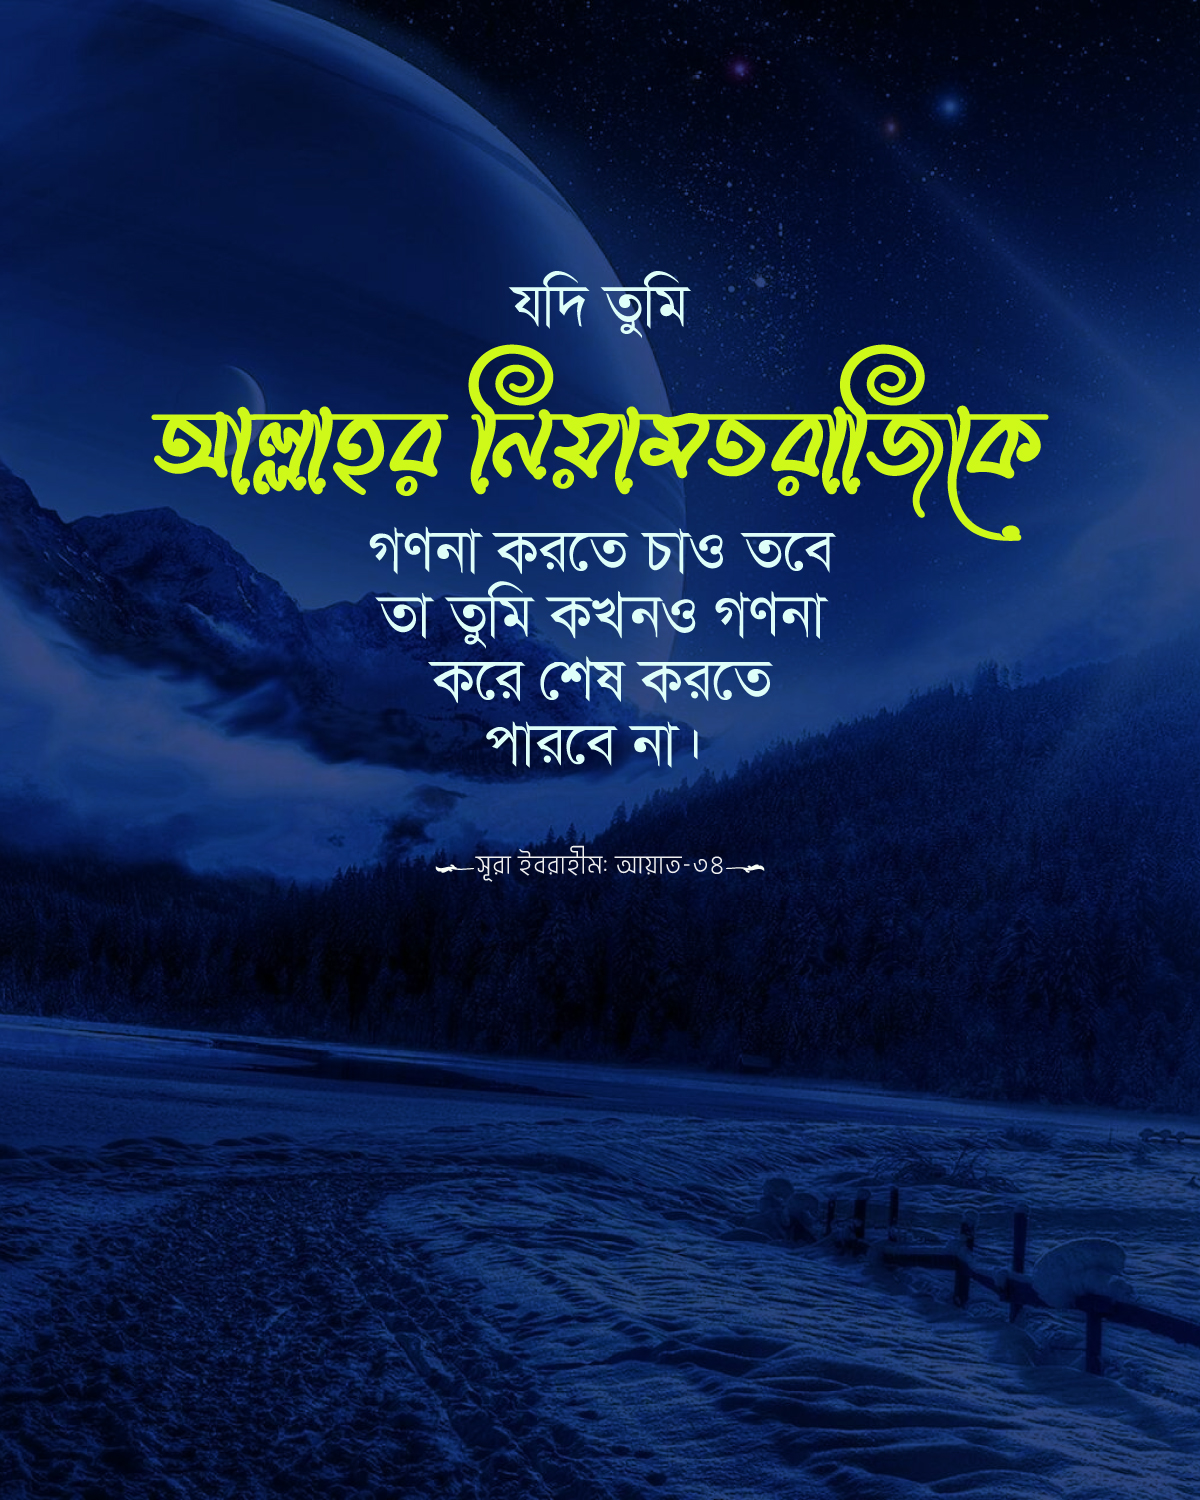 যদি তুমি
আল্লাহর নিয়ামতরাজিকে
গণনা করতে চাও তবে
তা তুমি কখনও গণনা
করে শেষ করতে
পারবে না।
সূরা ইবরাহীম: আয়াত-৩৪